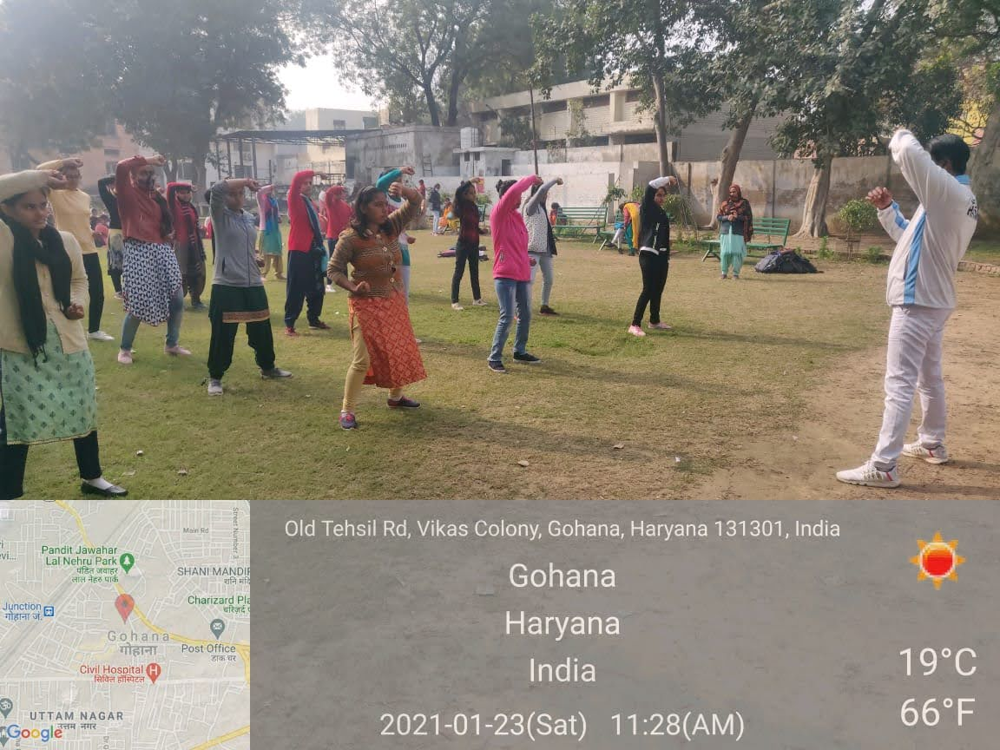 Old Tehsil Rd, Vikas Colony, Gohana, Haryana 131301, India
Gohana
Haryana
India
2021-01-23(Sat) 11:28(AM)
19°C
66°F
Main Rd
Street Number 3
Pandit Jawahar
Lal Nehru Park
पंडित जवाहर
लाल नेहरु पार्क
SHANI MANDIR
शनि मंदि
Charizard Pla
चरिज़र्द प
Junction
गोहाना जं.
Gohana
गोहाना
Post Office
डाक घर
Civil Hospital
सिविल हॉस्पिटल
UTTAM NAGAR
उत्तम नगर
Google